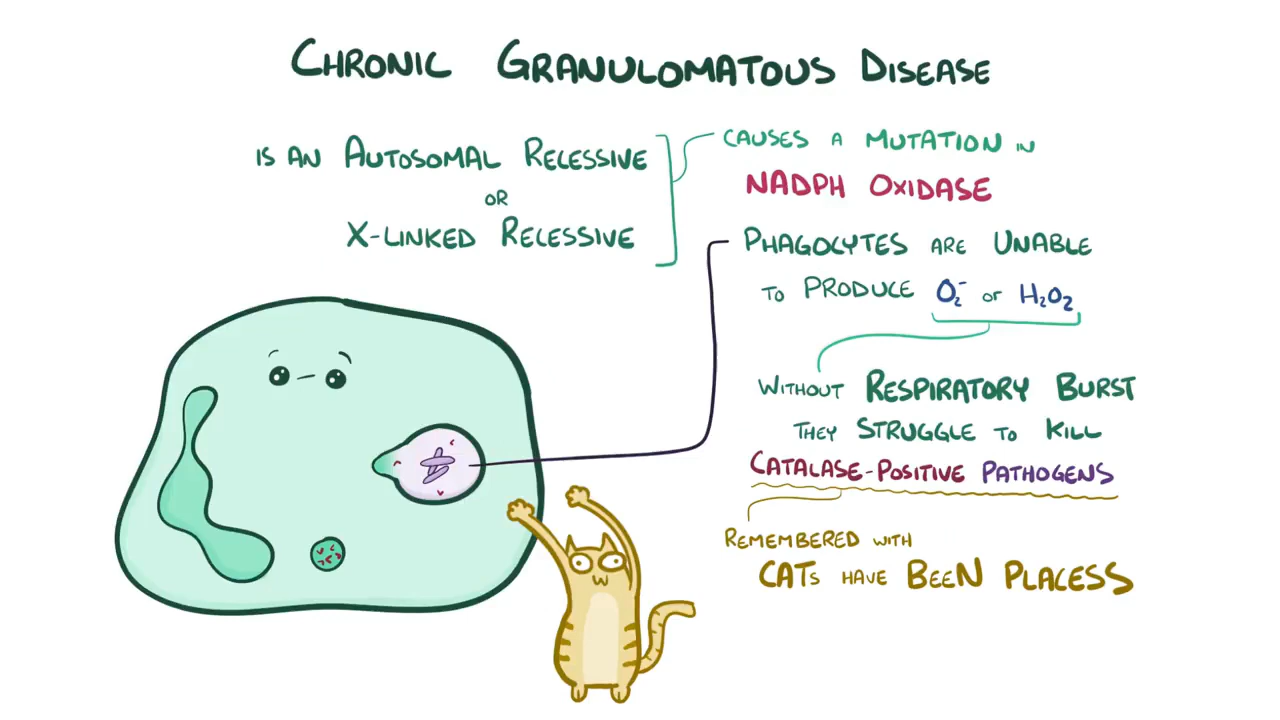 CHRONIC GRANULOMATOUS DISEASE
IS AN AUTOSOMAL RECESSIVE
OR
X-LINKED RECESSIVE
CAUSES A MUTATION IN
NADPH OXIDASE
PHAGOCYTES ARE UNABLE
TO PRODUCE O₂⁻ or H₂O₂
WITHOUT RESPIRATORY BURST
THEY STRUGGLE TO KILL
CATALASE-POSITIVE PATHOGENS
REMEMBERED WITH
CATs HAVE BEEN PLACESS